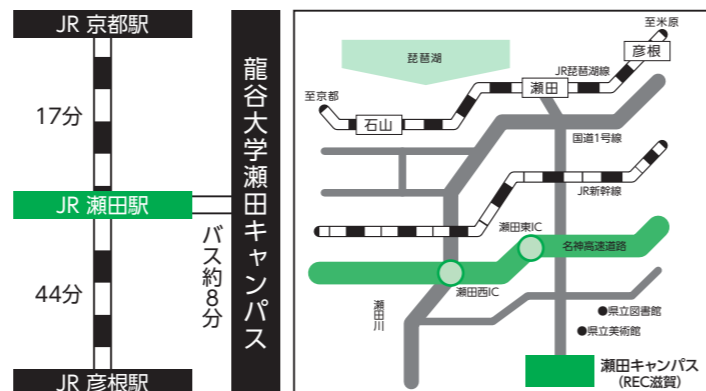 JR 京都駅
17分
JR 瀬田駅
44分
JR 彦根駅
バス約8分
龍谷大学瀬田キャンパス
至米原
彦根
琵琶湖
JR琵琶湖線
瀬田
至京都
石山
国道1号線
JR新幹線
瀬田東IC
名神高速道路
瀬田西IC
瀬田川
●県立図書館
●県立美術館
瀬田キャンパス
(REC滋賀)